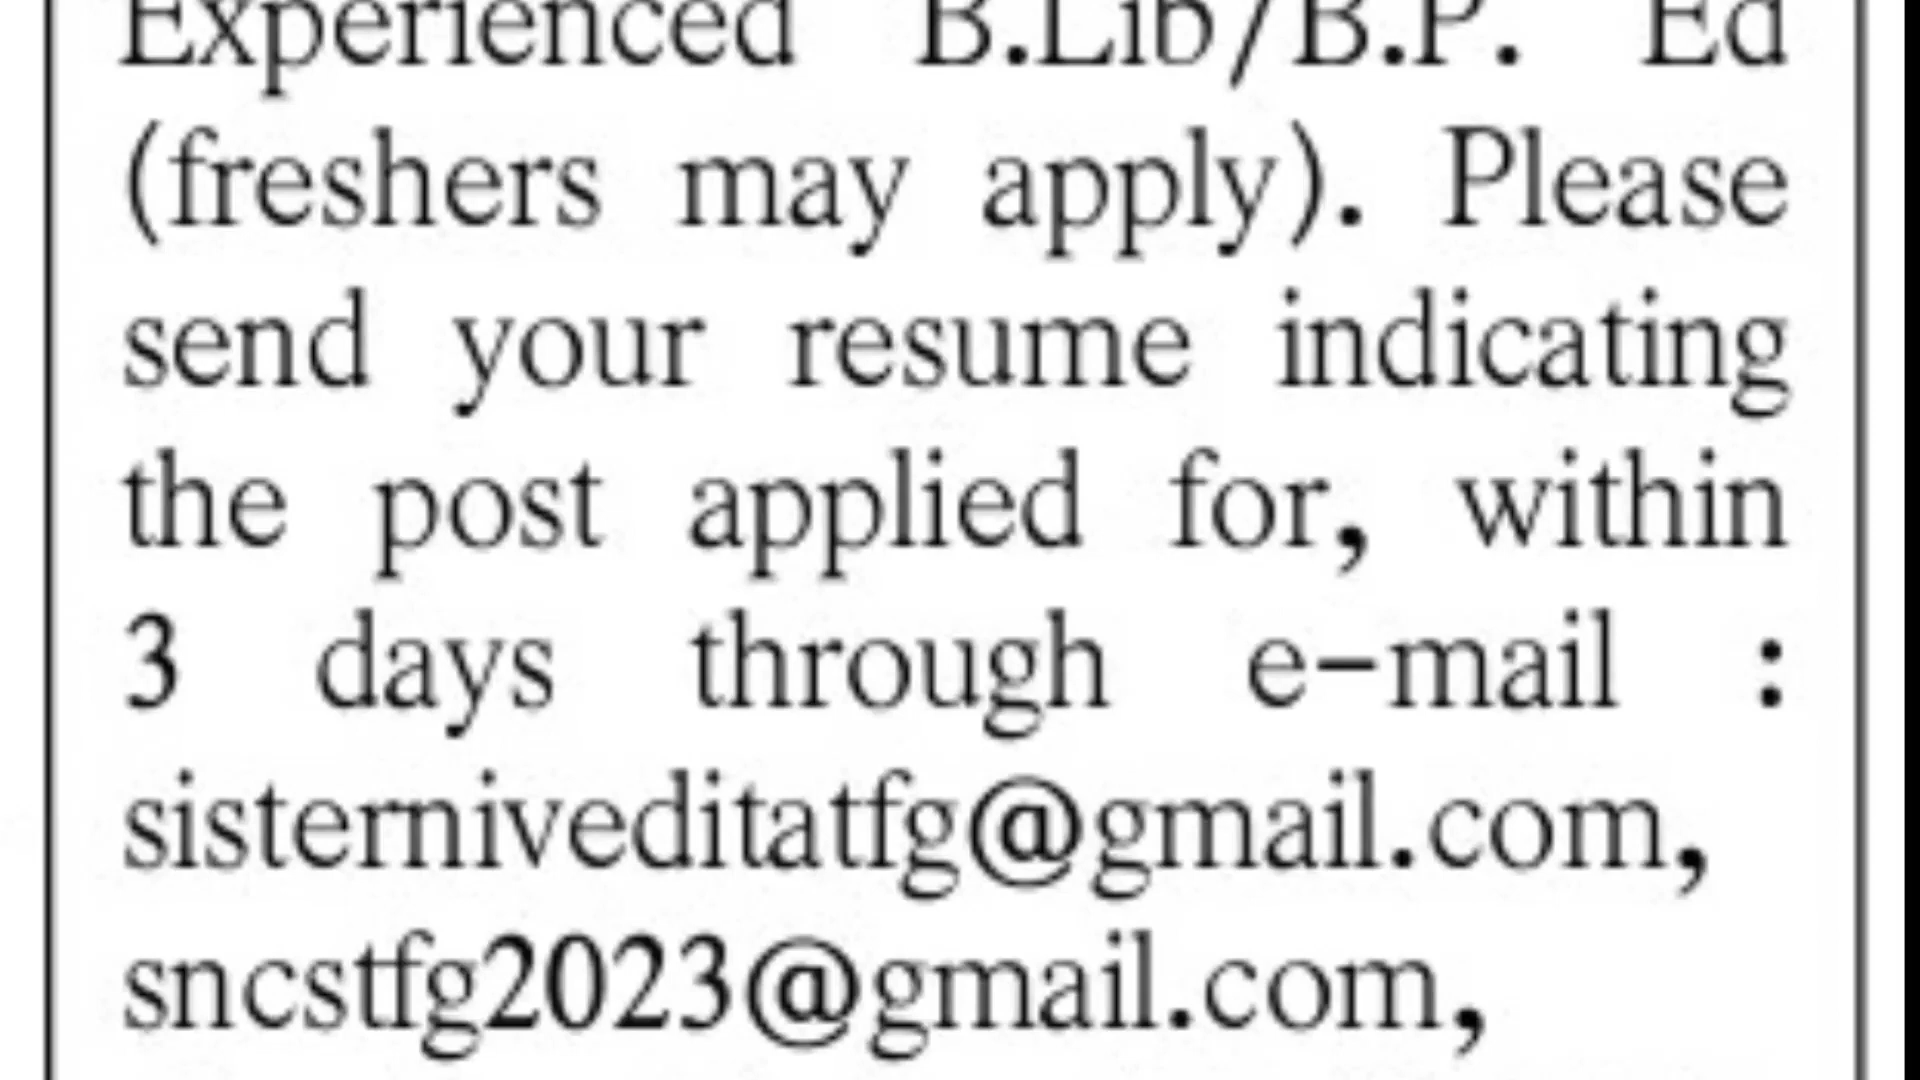 Experienced B.Lib/B.P. Ed
(freshers may apply). Please
send your resume indicating
the post applied for, within
3 days through e-mail :
sisterniveditatfg@gmail.com,
sncstfg2023@gmail.com,